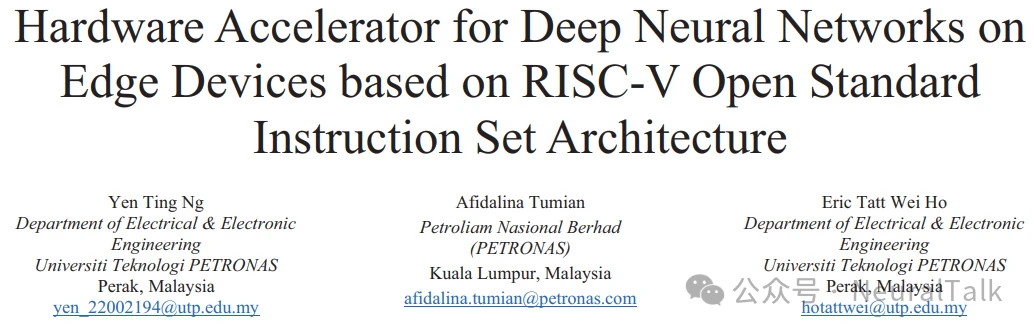 Hardware Accelerator for Deep Neural Networks on
Edge Devices based on RISC-V Open Standard
Instruction Set Architecture
Yen Ting Ng
Department of Electrical & Electronic
Engineering
Universiti Teknologi PETRONAS
Perak, Malaysia
yen_22002194@utp.edu.my
Afidalina Tumian
Petroliam Nasional Berhad
(PETRONAS)
Kuala Lumpur, Malaysia
afidalina.tumian@petronas.com
Eric Tatt Wei Ho
Department of Electrical & Electronic
Engineering
Universiti Teknologi PETRONAS
Perak, Malaysia
hotattwei@utp.edu.my
公众号 · NeuralTalk